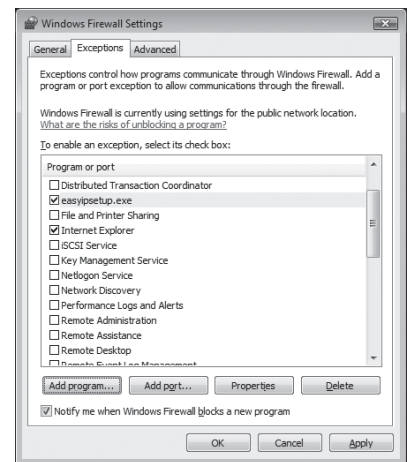 Windows Firewall Settings
General Exceptions Advanced
Exceptions control how programs communicate through Windows Firewall. Add a
program or port exception to allow communications through the firewall.
Windows Firewall is currently using settings for the public network location.
What are the risks of unblocking a program?
To enable an exception, select its check box:
Program or port
Distributed Transaction Coordinator
easyipsetup.exe
File and Printer Sharing
Internet Explorer
iSCSI Service
Key Management Service
Netlogon Service
Network Discovery
Performance Logs and Alerts
Remote Administration
Remote Assistance
Remote Desktop
Remote Event Log Management
Add program... Add port... Properties Delete
Notify me when Windows Firewall blocks a new program
OK Cancel Apply